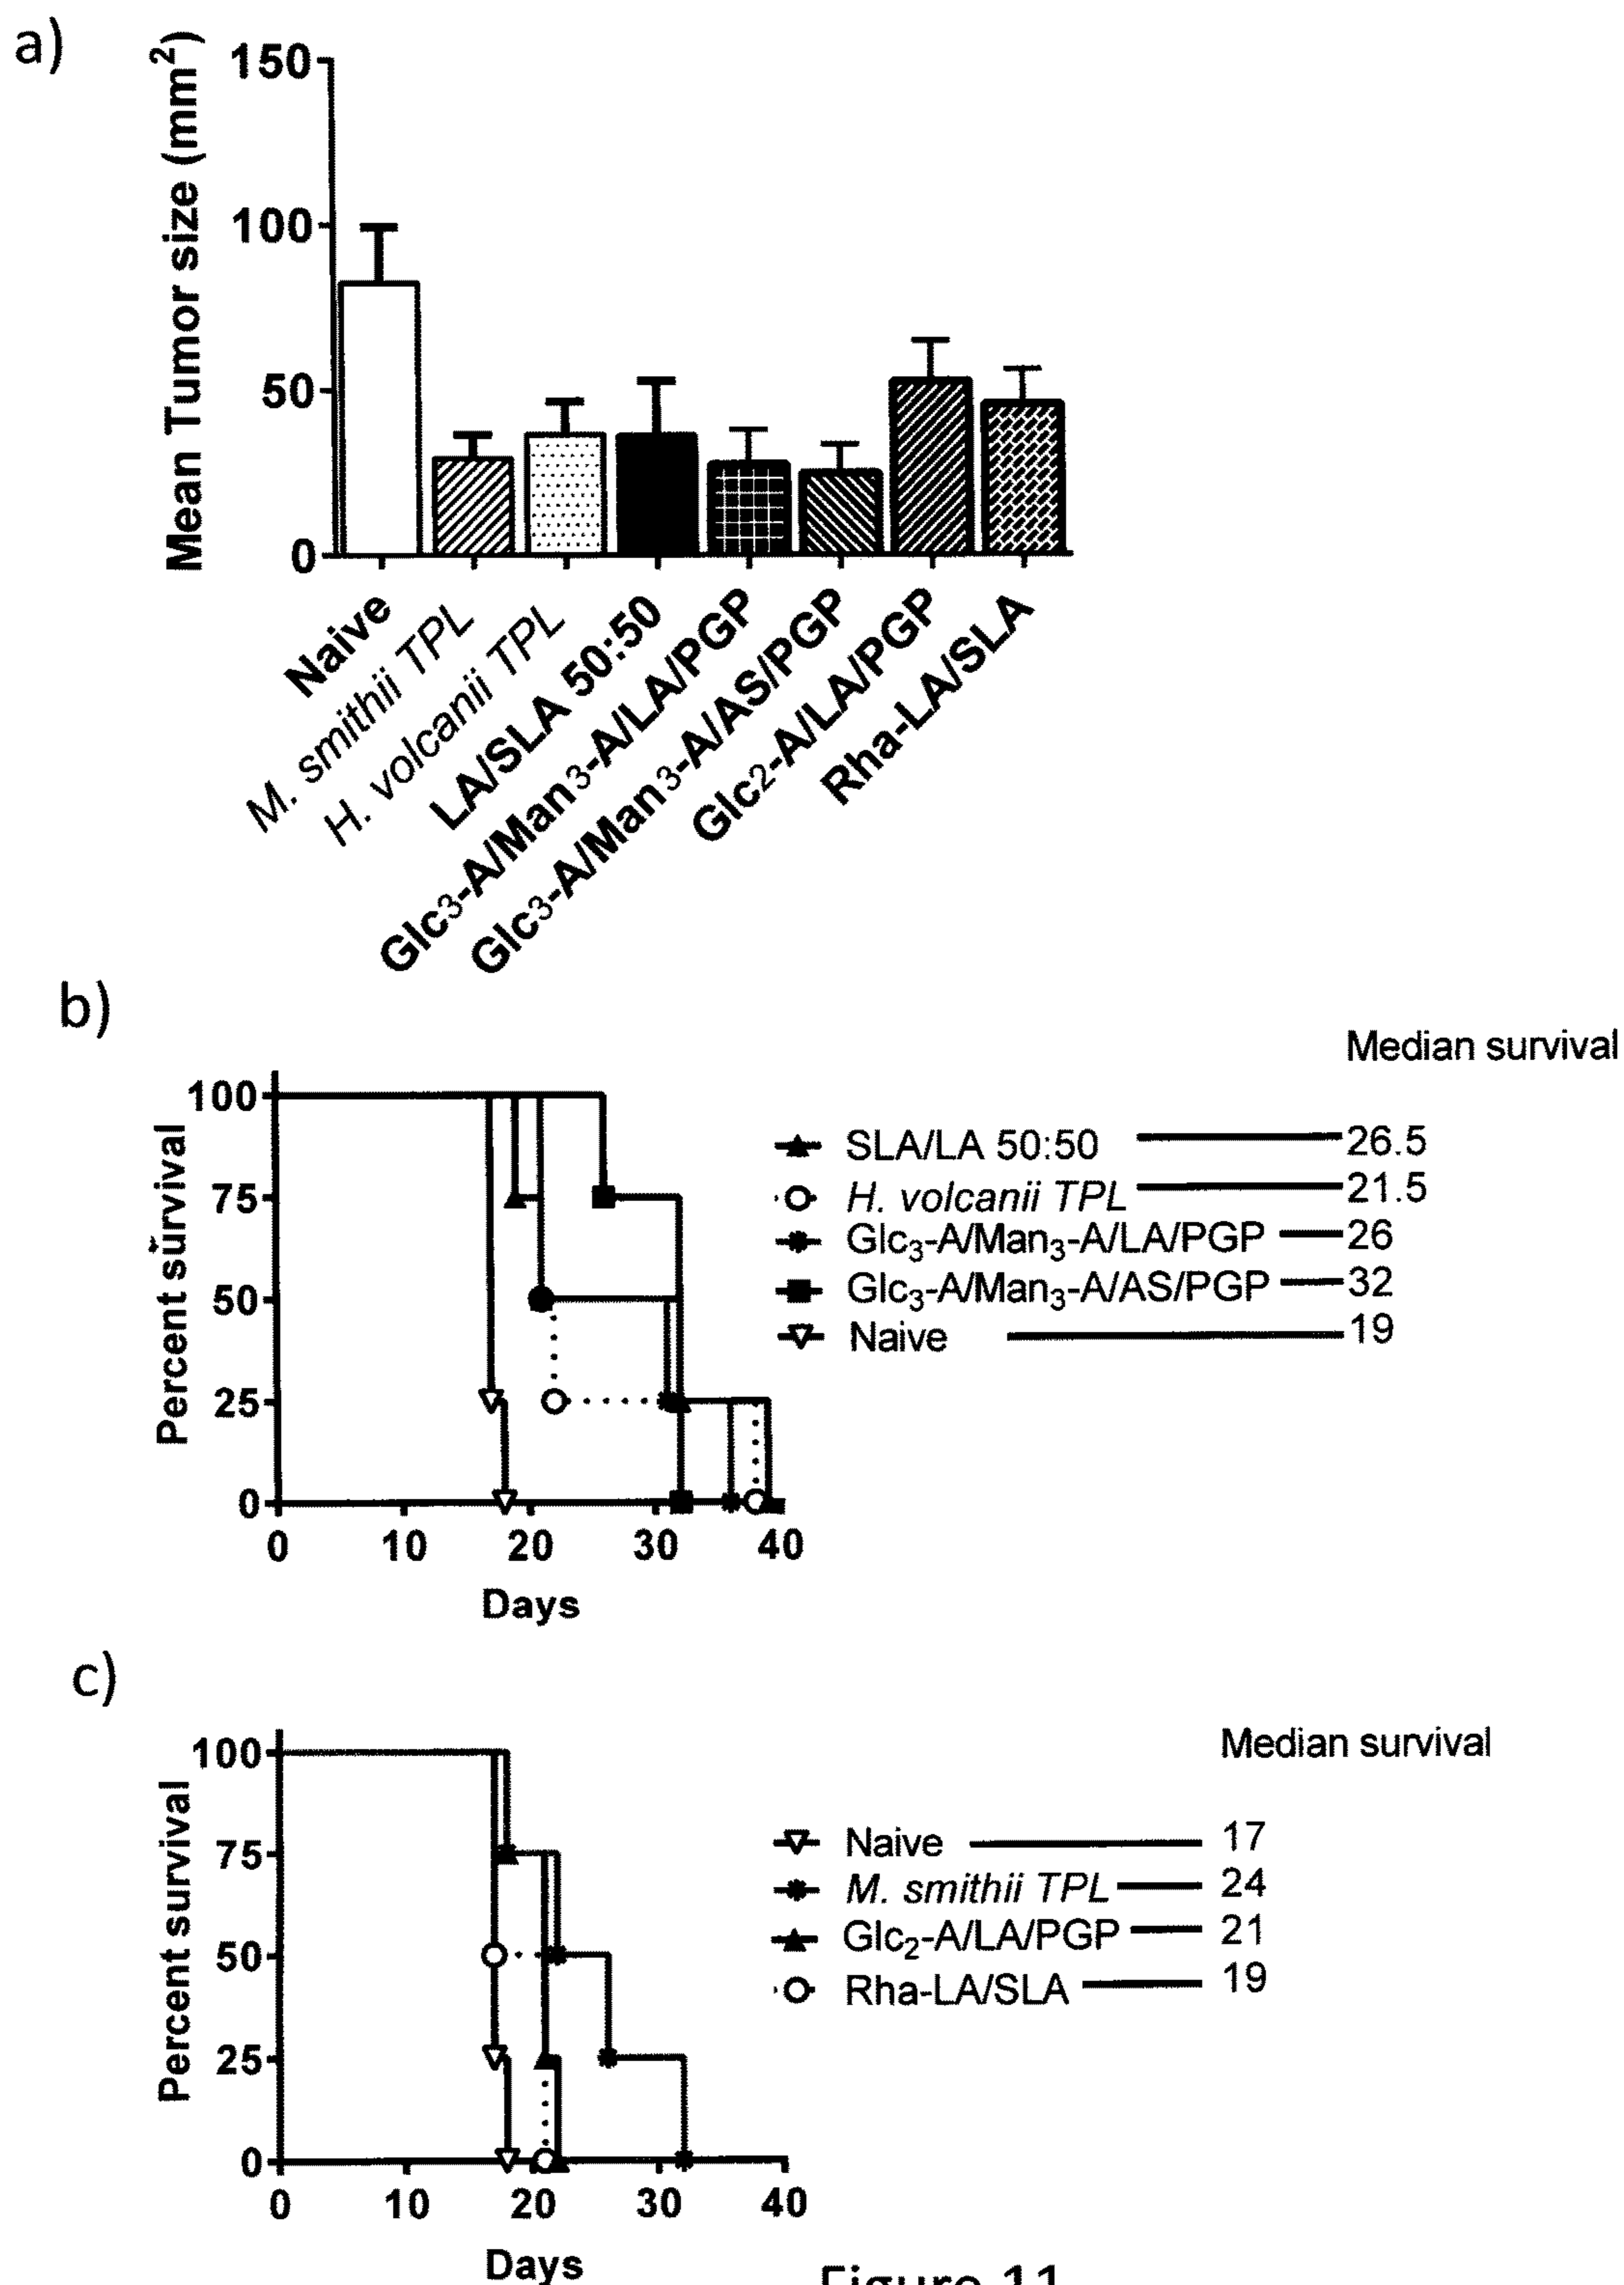 a)
Mean Tumor size (mm²)
150
100
50
0
Naive
M. smithii TPL
H. volcanii TPL
LA/SLA 50:50
Glc3-A/Man3-A/LA/PGP
Glc3-A/Man3-A/AS/PGP
Glc2-A/LA/PGP
Rha-LA/SLA
b)
Median survival
Percent survival
100
75
50
25
0
0 10 20 30 40
Days
SLA/LA 50:50 26.5
H. volcanii TPL 21.5
Glc₃-A/Man₃-A/LA/PGP 26
Glc₃-A/Man₃-A/AS/PGP 32
Naive 19
c)
Median survival
Percent survival
100
75
50
25
0
0 10 20 30 40
Days
Naive 17
M. smithii TPL 24
Glc₂-A/LA/PGP 21
Rha-LA/SLA 19
Figure 11